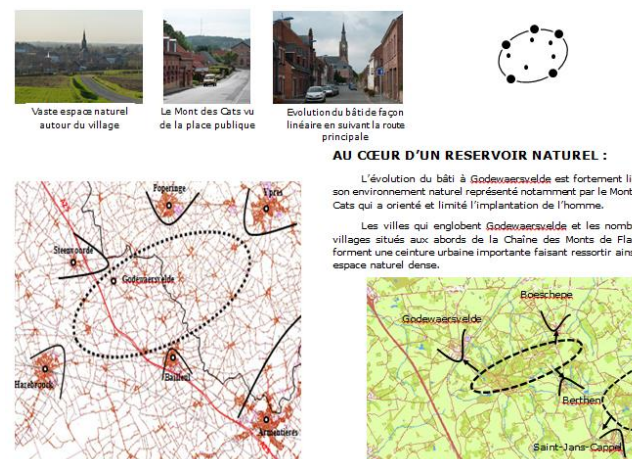 Vaste espace naturel
autour du village
Le Mont des Cats vu
de la place publique
Evolution du bâti de façon
linéaire en suivant la route
principale
AU CŒUR D'UN RESERVOIR NATUREL :
L'évolution du bâti à Godewaersvelde est fortement li
son environnement naturel représenté notamment par le Mont
Cats qui a orienté et limité l'implantation de l'homme.
Les villes qui englobent Godewaersvelde et les nomb
villages situés aux abords de la Chaîne des Monts de Fla
forment une ceinture urbaine importante faisant ressortir ains
espace naturel dense.
Poperinge
Ypres
Steenvoorde
Godewaersvelde
Hazebrouck
Bailleul
Armentières
Boeschepe
Godewaersvelde
Berthen
Saint-Jans-Cappel